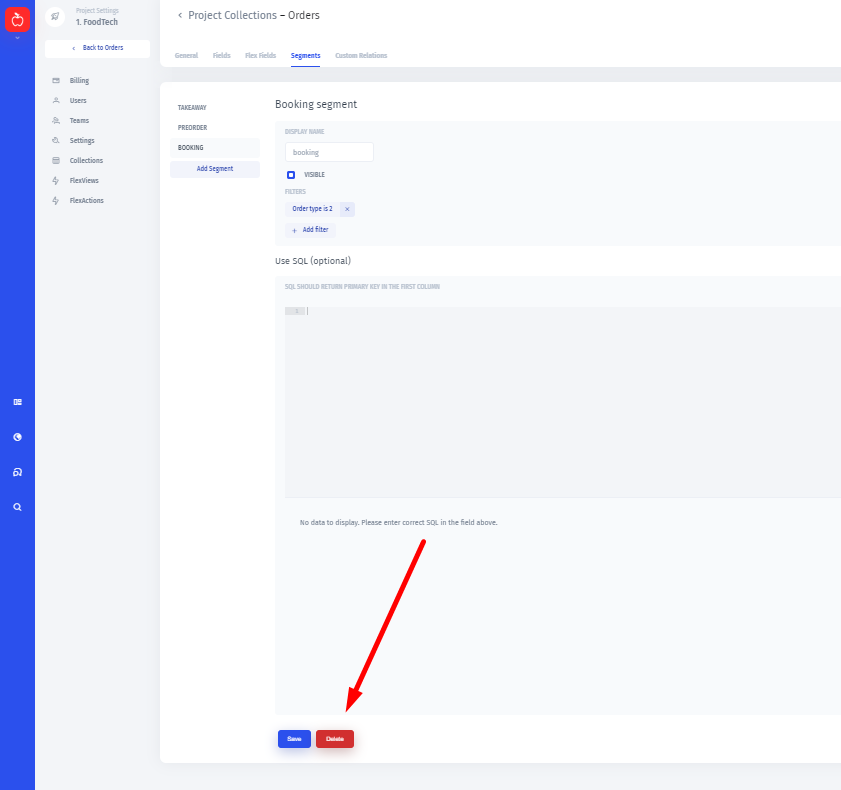 Project Settings
1. FoodTech
Back to Orders
Billing
Users
Teams
Settings
Collections
FlexViews
FlexActions
Project Collections – Orders
General Fields Flex Fields Segments Custom Relations
TAKEAWAY
PREORDER
BOOKING
Add Segment
Booking segment
DISPLAY NAME
booking
VISIBLE
FILTERS
Order type is 2 ×
+ Add filter
Use SQL (optional)
SQL SHOULD RETURN PRIMARY KEY IN THE FIRST COLUMN
1
No data to display. Please enter correct SQL in the field above.
Save Delete